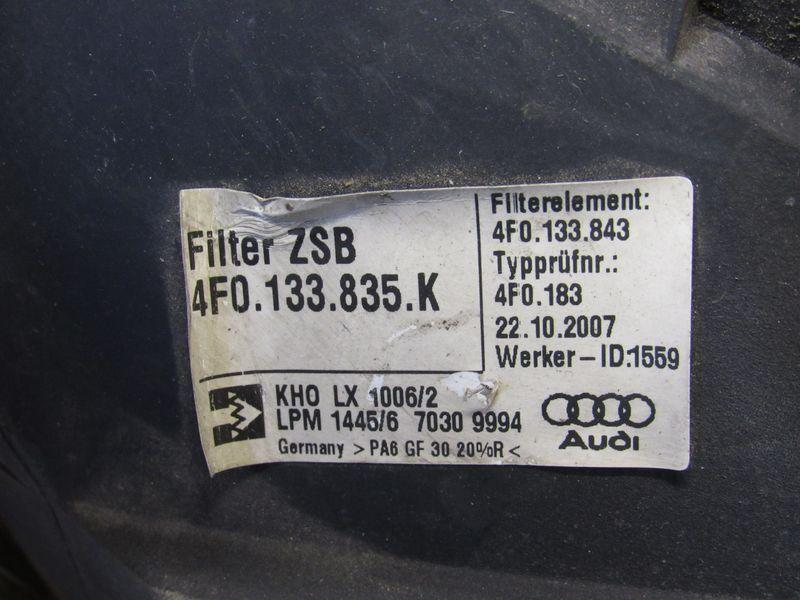 Filter ZSB
4F0.133.835.K
Filterelement:
4F0.133.843
Typprüfnr.:
4F0.183
22.10.2007
Werker-ID:1559
KHO LX 1006/2
LPM 1445/6 7030 9994
Germany >PA6 GF 30 20%R<
Audi